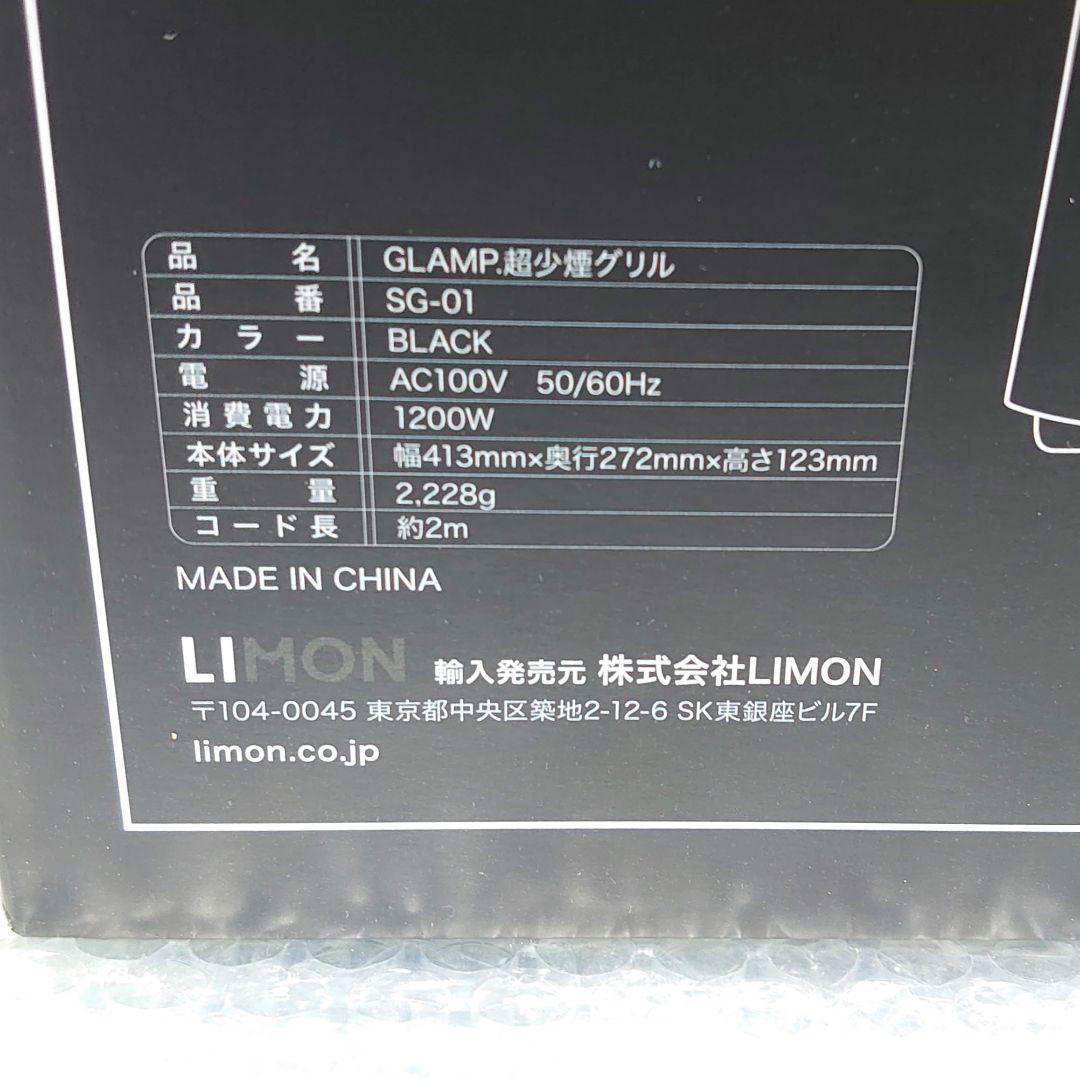 品名 GLAMP.超少煙グリル
品番 SG-01
カラー BLACK
電源 AC100V 50/60Hz
消費電力 1200W
本体サイズ 幅413mm×奥行272mm×高さ123mm
重量 2,228g
コード長 約2m
MADE IN CHINA
LIMON 輸入発売元 株式会社LIMON
〒104-0045 東京都中央区築地2-12-6 SK東銀座ビル7F
limon.co.jp